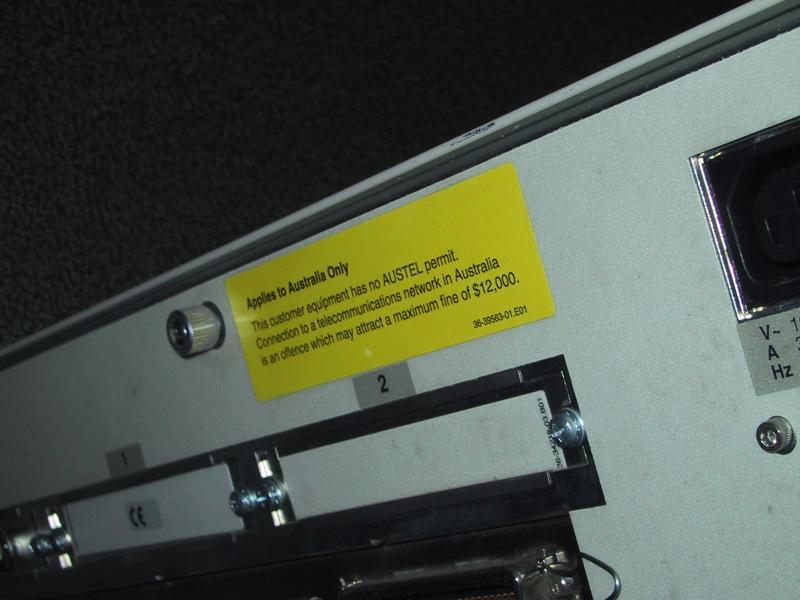 Applies to Australia Only
This customer equipment has no AUSTEL permit.
Connection to a telecommunications network in Australia
is an offence which may attract a maximum fine of $12,000.
36-39563-01.E01
2
1
CE
V~
A
Hz